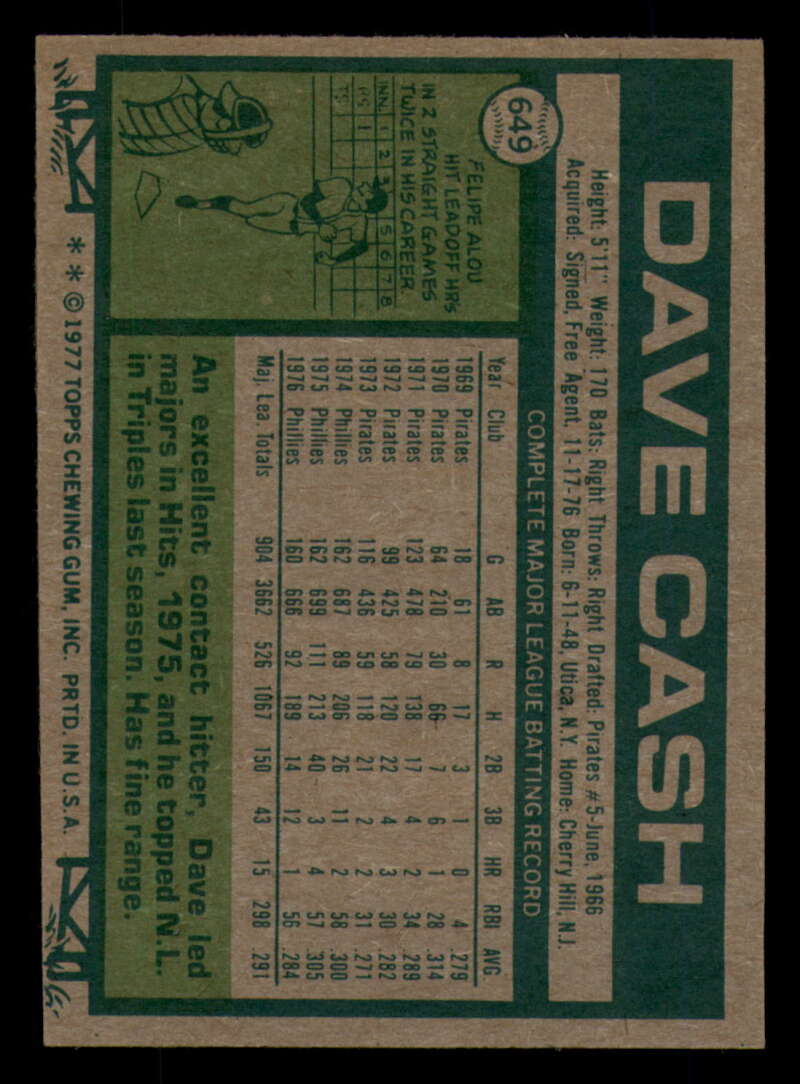 649
DAVE CASH
Height: 5'11" Weight: 170 Bats: Right Throws: Right Drafted: Pirates #5-June, 1966
Acquired: Signed, Free Agent, 11-17-76 Born: 6-11-48, Utica, N.Y. Home: Cherry Hill, N.J.
FELIPE ALOU
HIT LEADOFF HRS
IN 2 STRAIGHT GAMES
TWICE IN HIS CAREER
INN. 1 2 3 5 6 7 8
COMPLETE MAJOR LEAGUE BATTING RECORD
Year Club G AB R H 2B 3B HR RBI AVG
1969 Pirates 18 61 8 17 3 1 0 4 .279
1970 Pirates 64 210 30 66 7 6 1 28 .314
1971 Pirates 123 478 79 138 17 4 2 34 .289
1972 Pirates 99 425 58 120 22 4 3 30 .282
1973 Pirates 116 436 59 118 21 2 2 31 .271
1974 Phillies 162 687 89 206 26 11 2 58 .300
1975 Phillies 162 699 111 213 40 3 4 57 .305
1976 Phillies 160 666 92 189 14 12 1 56 .284
Maj. Lea. Totals 904 3662 526 1067 150 43 15 298 .291
An excellent contact hitter, Dave led
majors in Hits, 1975, and he topped N.L.
in Triples last season. Has fine range.
* * © 1977 TOPPS CHEWING GUM, INC. PRTD. IN U.S.A.